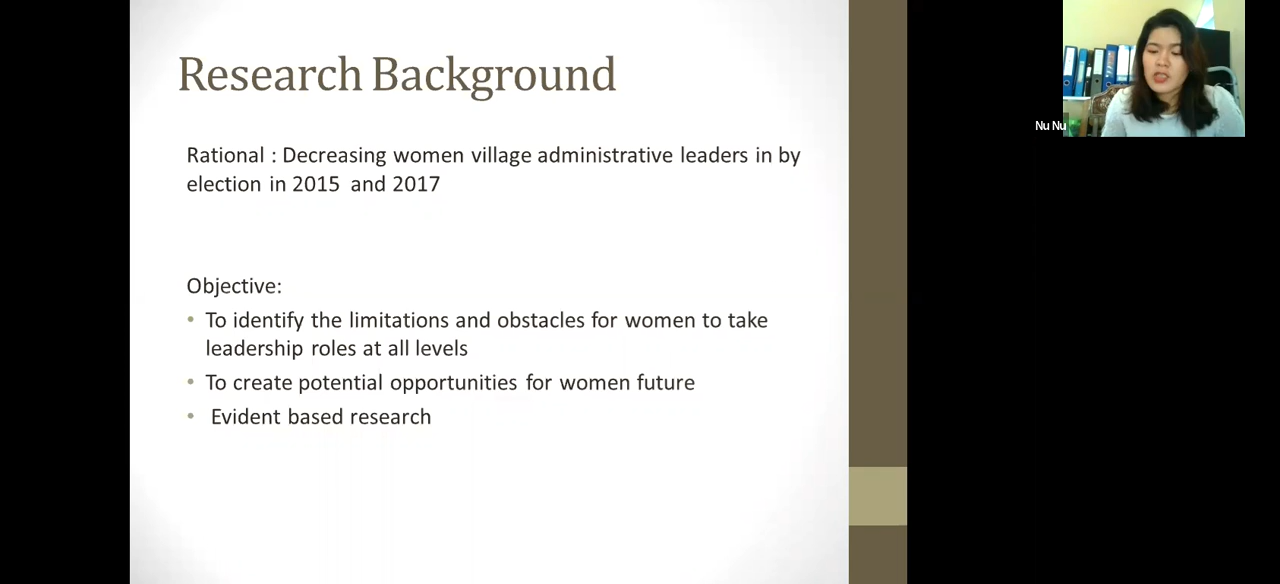 Research Background
Rational : Decreasing women village administrative leaders in by
election in 2015 and 2017
Objective:
• To identify the limitations and obstacles for women to take
leadership roles at all levels
• To create potential opportunities for women future
• Evident based research
Nu Nu